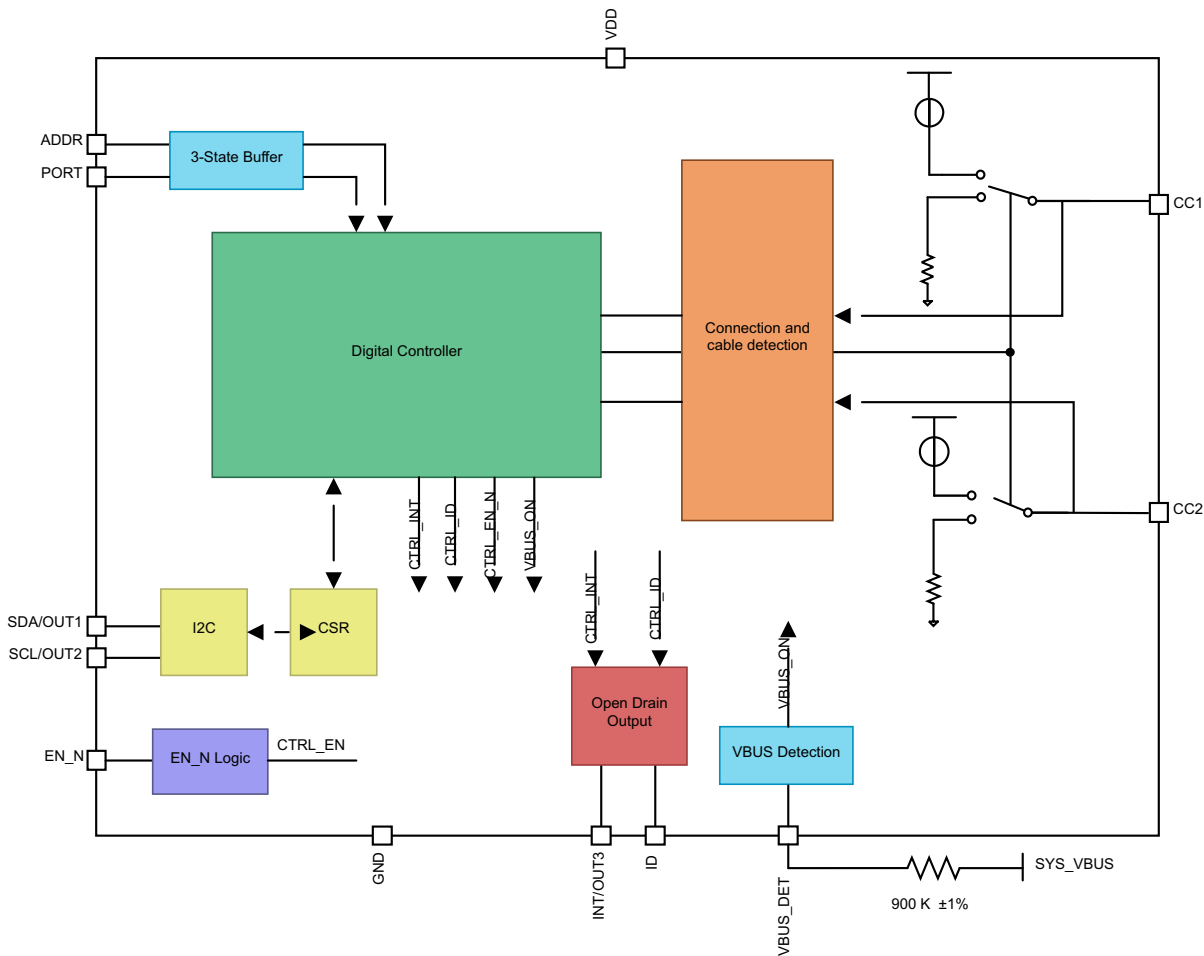 VDD
ADDR
3-State Buffer
PORT
CC1
Connection and
cable detection
Digital Controller
CTRL_INT
CTRL_ID
CTRL_EN_N
VBUS_ON
CC2
CTRL_INT
CTRL_ID
SDA/OUT1
I2C
CSR
SCL/OUT2
VBUS_ON
Open Drain
Output
EN_N
EN_N Logic
CTRL_EN
VBUS Detection
GND
INT/OUT3
ID
VBUS_DET
SYS_VBUS
900 K ±1%